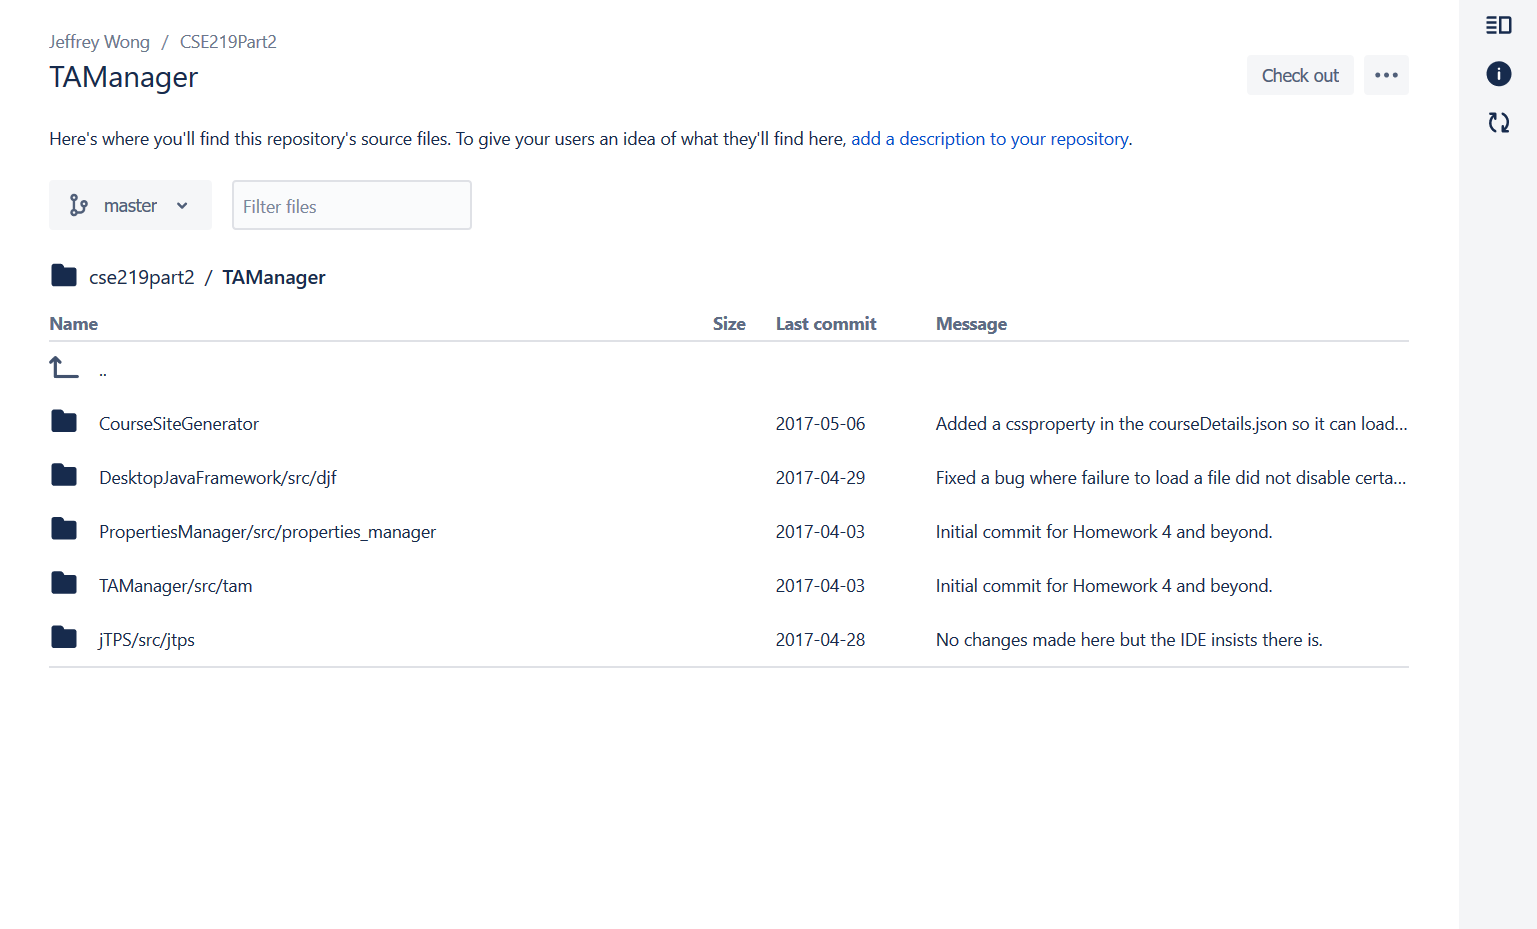 Jeffrey Wong / CSE219Part2
TAManager
Check out
Here's where you'll find this repository's source files. To give your users an idea of what they'll find here, add a description to your repository.
master
Filter files
cse219part2 / TAManager
Name Size Last commit Message
..
CourseSiteGenerator 2017-05-06 Added a cssproperty in the courseDetails.json so it can load...
DesktopJavaFramework/src/djf 2017-04-29 Fixed a bug where failure to load a file did not disable certa...
PropertiesManager/src/properties_manager 2017-04-03 Initial commit for Homework 4 and beyond.
TAManager/src/tam 2017-04-03 Initial commit for Homework 4 and beyond.
jTPS/src/jtps 2017-04-28 No changes made here but the IDE insists there is.